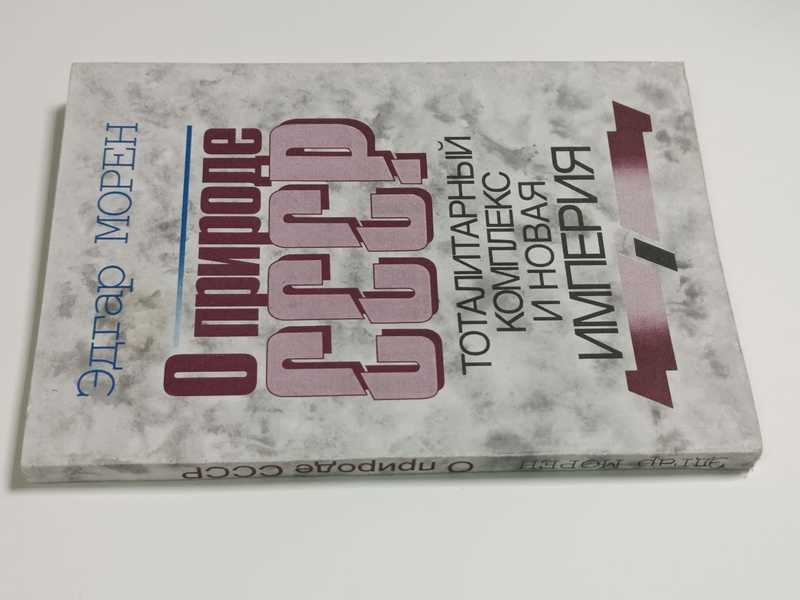 Эдгар МОРЕН
О природе
СССР
ТОТАЛИТАРНЫЙ
КОМПЛЕКС
И НОВАЯ
ИМПЕРИЯ
Эдгар МОРЕН О природе СССР